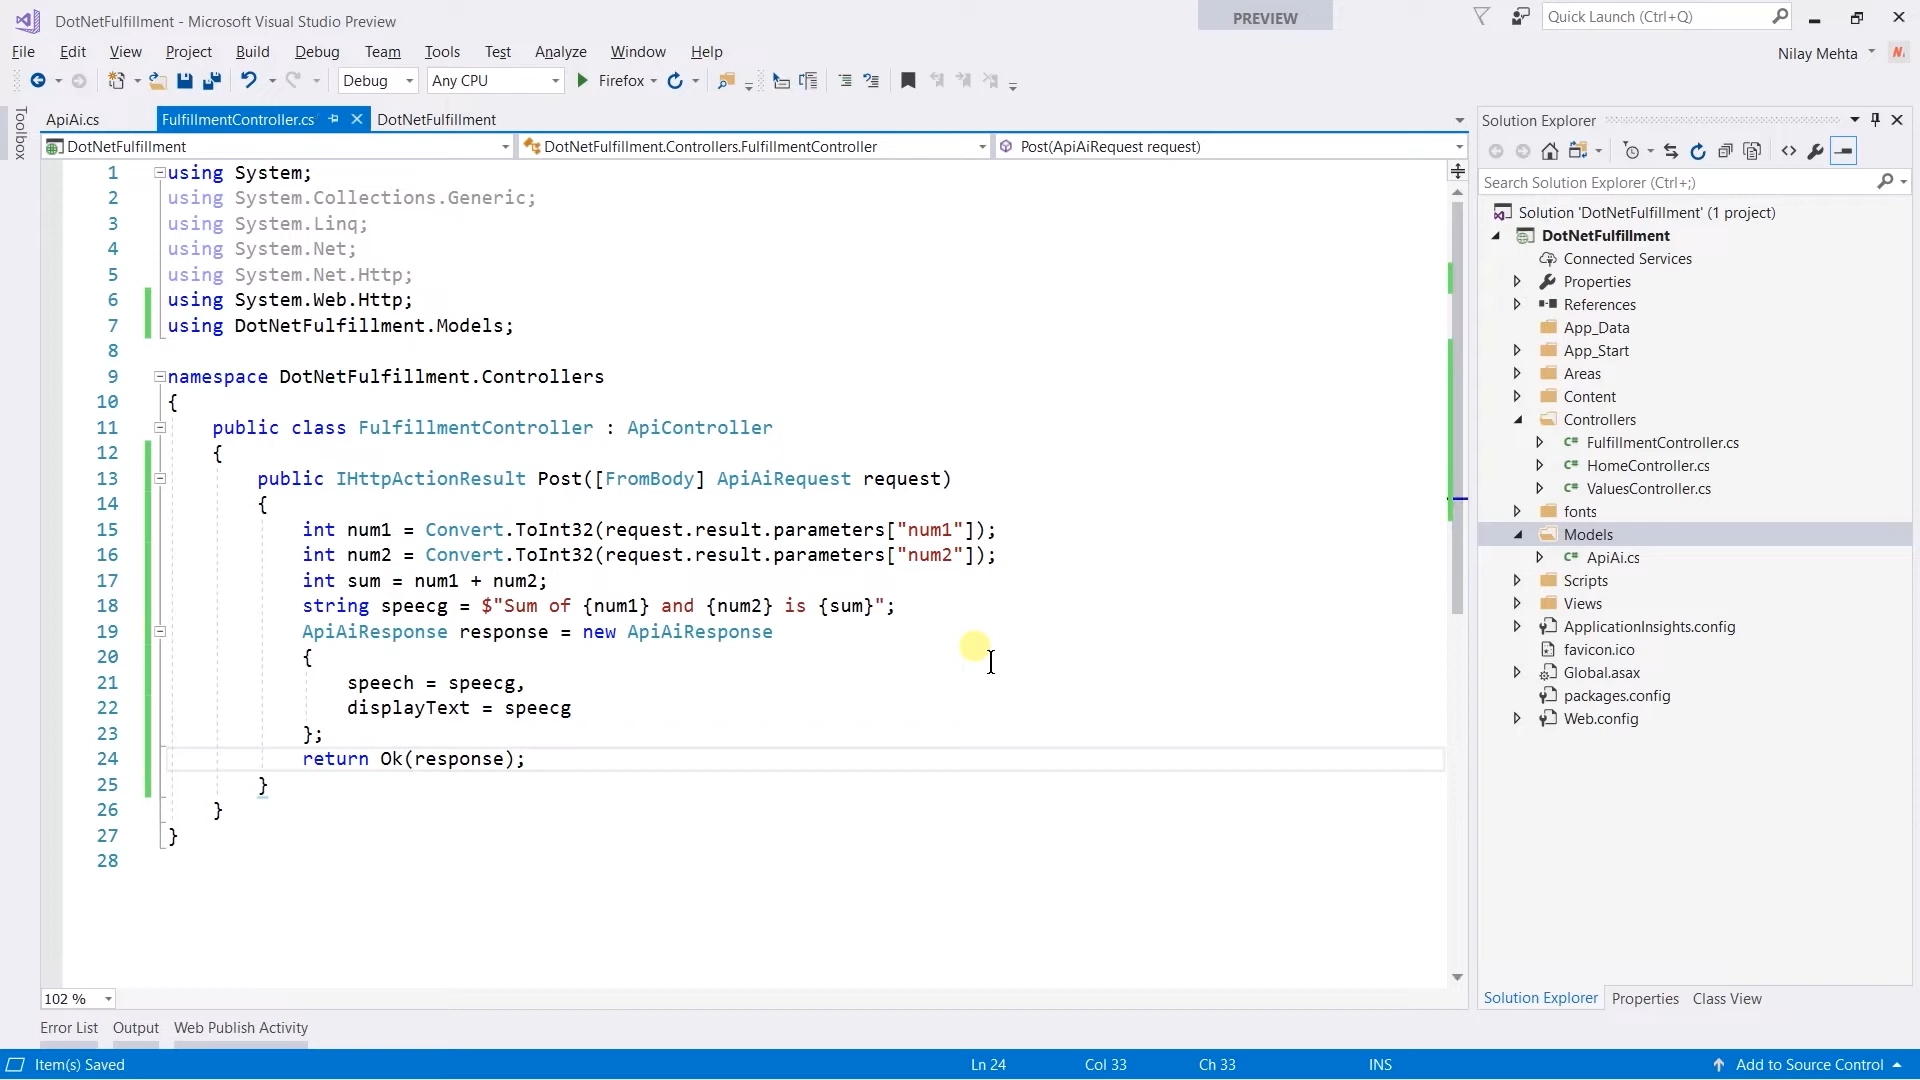 DotNetFulfillment - Microsoft Visual Studio Preview
PREVIEW
Quick Launch (Ctrl+Q)
File Edit View Project Build Debug Team Tools Test Analyze Window Help
Nilay Mehta
Debug Any CPU Firefox
Toolbox
ApiAi.cs FulfillmentController.cs DotNetFulfillment
DotNetFulfillment DotNetFulfillment.Controllers.FulfillmentController Post(ApiAiRequest request)
1 using System;
2 using System.Collections.Generic;
3 using System.Linq;
4 using System.Net;
5 using System.Net.Http;
6 using System.Web.Http;
7 using DotNetFulfillment.Models;
8
9 namespace DotNetFulfillment.Controllers
10 {
11 public class FulfillmentController : ApiController
12 {
13 public IHttpActionResult Post([FromBody] ApiAiRequest request)
14 {
15 int num1 = Convert.ToInt32(request.result.parameters["num1"]);
16 int num2 = Convert.ToInt32(request.result.parameters["num2"]);
17 int sum = num1 + num2;
18 string speecg = $"Sum of {num1} and {num2} is {sum}";
19 ApiAiResponse response = new ApiAiResponse
20 {
21 speech = speecg,
22 displayText = speecg
23 };
24 return Ok(response);
25 }
26 }
27 }
28
102 %
Error List Output Web Publish Activity
Solution Explorer
Search Solution Explorer (Ctrl+;)
Solution 'DotNetFulfillment' (1 project)
DotNetFulfillment
Connected Services
Properties
References
App_Data
App_Start
Areas
Content
Controllers
FulfillmentController.cs
HomeController.cs
ValuesController.cs
fonts
Models
ApiAi.cs
Scripts
Views
ApplicationInsights.config
favicon.ico
Global.asax
packages.config
Web.config
Solution Explorer Properties Class View
Item(s) Saved Ln 24 Col 33 Ch 33 INS Add to Source Control